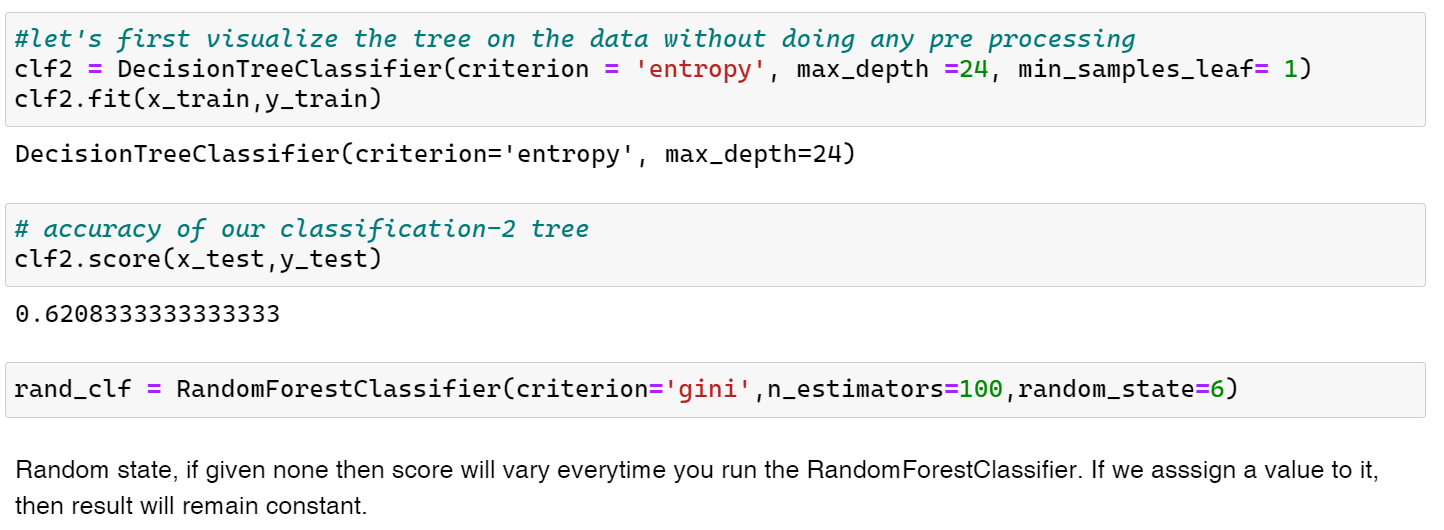 #let's first visualize the tree on the data without doing any pre processing
clf2 = DecisionTreeClassifier(criterion = 'entropy', max_depth =24, min_samples_leaf= 1)
clf2.fit(x_train,y_train)
DecisionTreeClassifier(criterion='entropy', max_depth=24)
# accuracy of our classification-2 tree
clf2.score(x_test,y_test)
0.6208333333333333
rand_clf = RandomForestClassifier(criterion='gini',n_estimators=100,random_state=6)
Random state, if given none then score will vary everytime you run the RandomForestClassifier. If we asssign a value to it,
then result will remain constant.